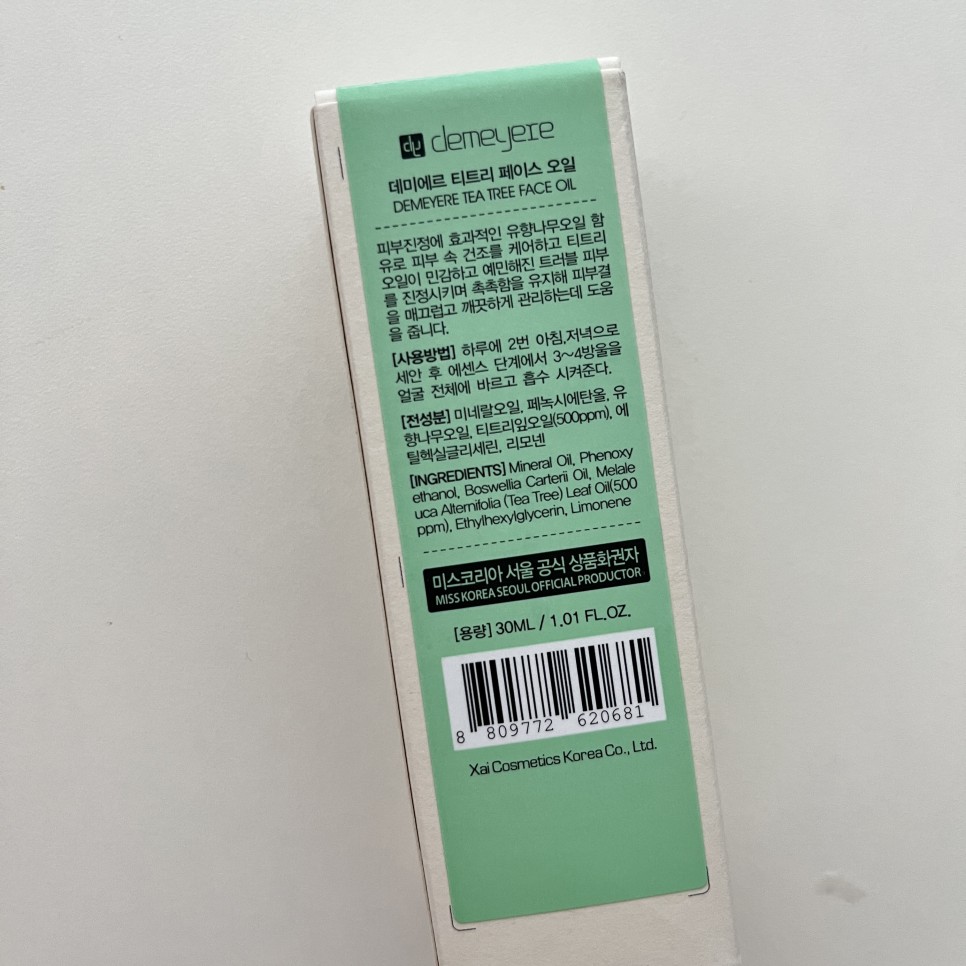 dy demeyere
데미에르 티트리 페이스 오일
DEMEYERE TEA TREE FACE OIL
피부진정에 효과적인 유향나무오일 함
유로 피부 속 건조를 케어하고 티트리
오일이 민감하고 예민해진 트러블 피부
를 진정시키며 촉촉함을 유지해 피부결
을 매끄럽고 깨끗하게 관리하는데 도움
을 줍니다.
[사용방법] 하루에 2번 아침,저녁으로
세안 후 에센스 단계에서 3~4방울을
얼굴 전체에 바르고 흡수 시켜준다.
[전성분] 미네랄오일, 페녹시에탄올, 유
향나무오일, 티트리잎오일(500ppm), 에
틸헥실글리세린, 리모넨
[INGREDIENTS] Mineral Oil, Phenoxy
ethanol, Boswellia Carterii Oil, Melale
uca Alternifolia (Tea Tree) Leaf Oil(500
ppm), Ethylhexylglycerin, Limonene
미스코리아 서울 공식 상품화권자
MISS KOREA SEOUL OFFICIAL PRODUCTOR
[용량] 30ML / 1.01 FL.OZ.
8 809772 620681
Xai Cosmetics Korea Co., Ltd.